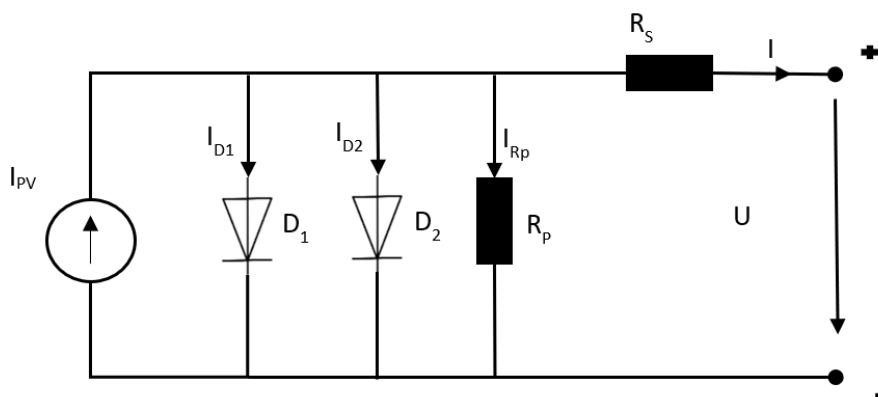 R_S
I
+
I_D1
I_D2
I_Rp
I_PV
D_1
D_2
R_p
U